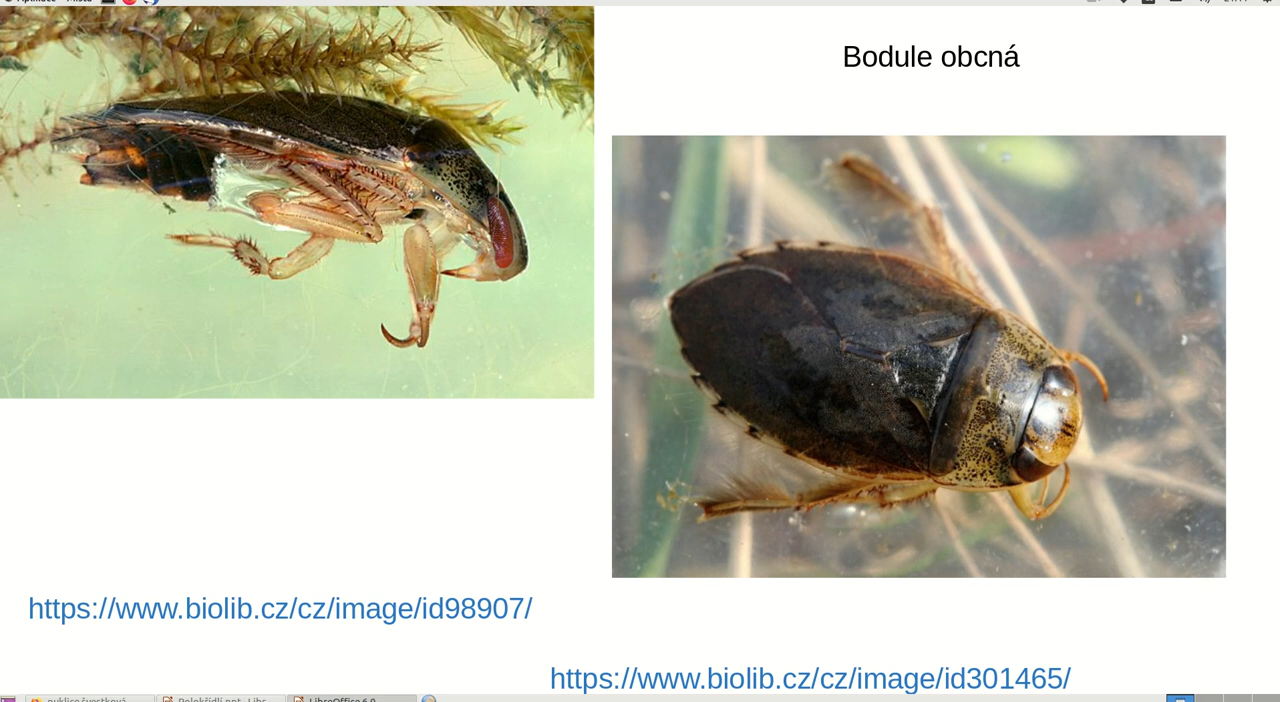 Bodule obcná
https://www.biolib.cz/cz/image/id98907/
https://www.biolib.cz/cz/image/id301465/